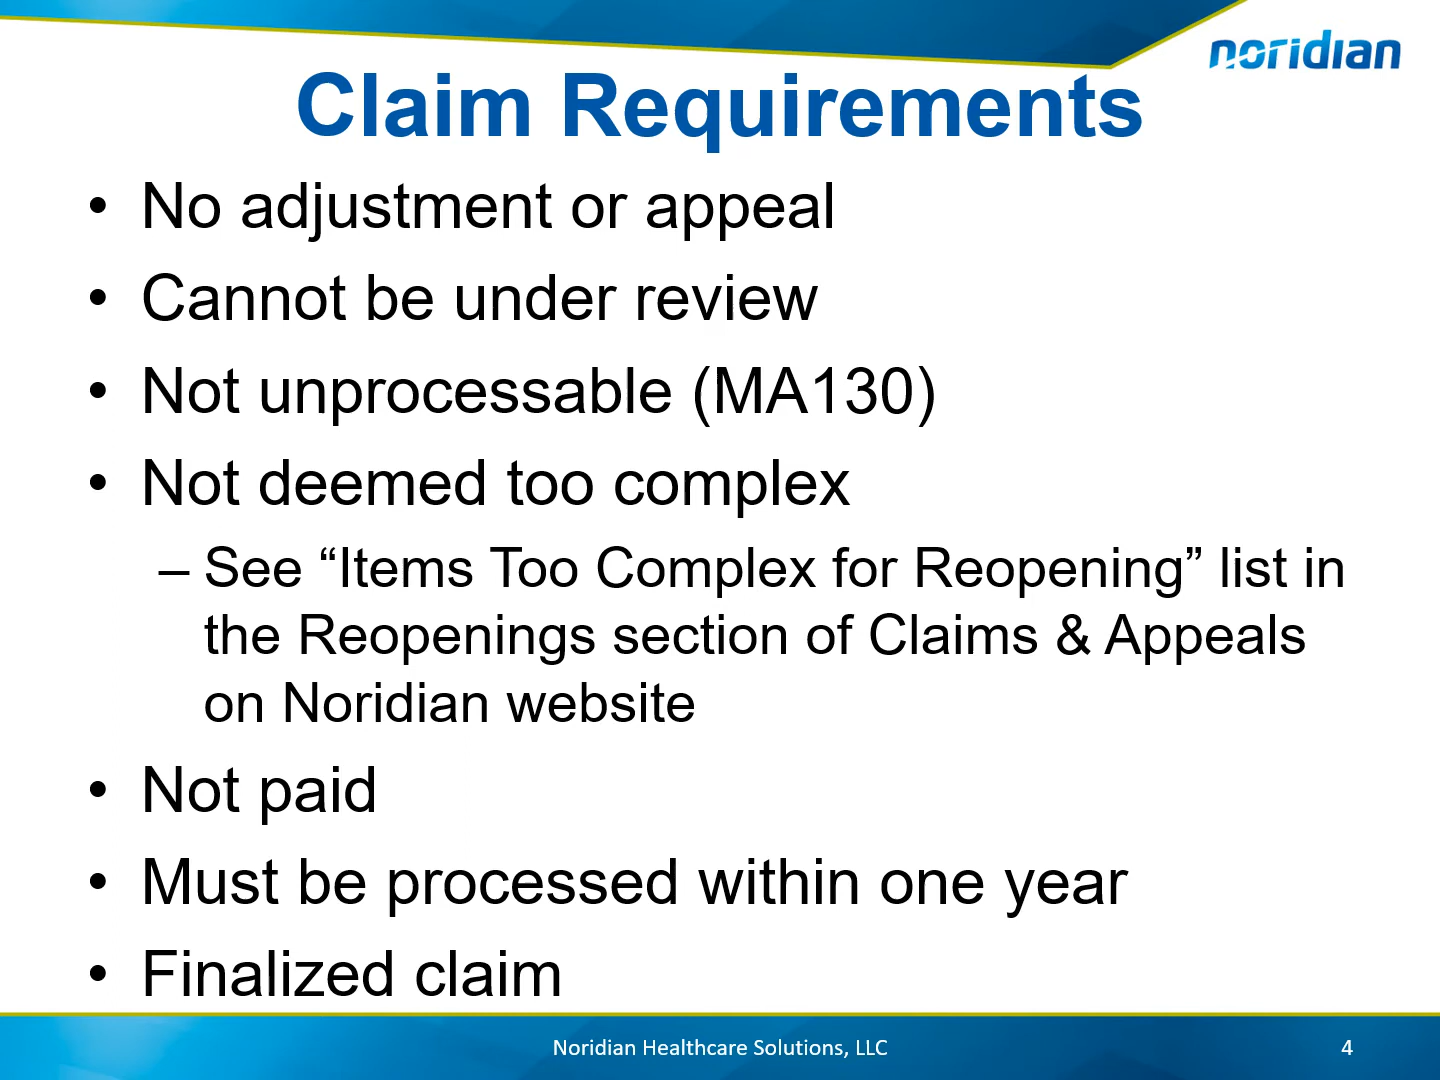 noridian
Claim Requirements
• No adjustment or appeal
• Cannot be under review
• Not unprocessable (MA130)
• Not deemed too complex
– See “Items Too Complex for Reopening” list in
the Reopenings section of Claims & Appeals
on Noridian website
• Not paid
• Must be processed within one year
• Finalized claim
Noridian Healthcare Solutions, LLC
4